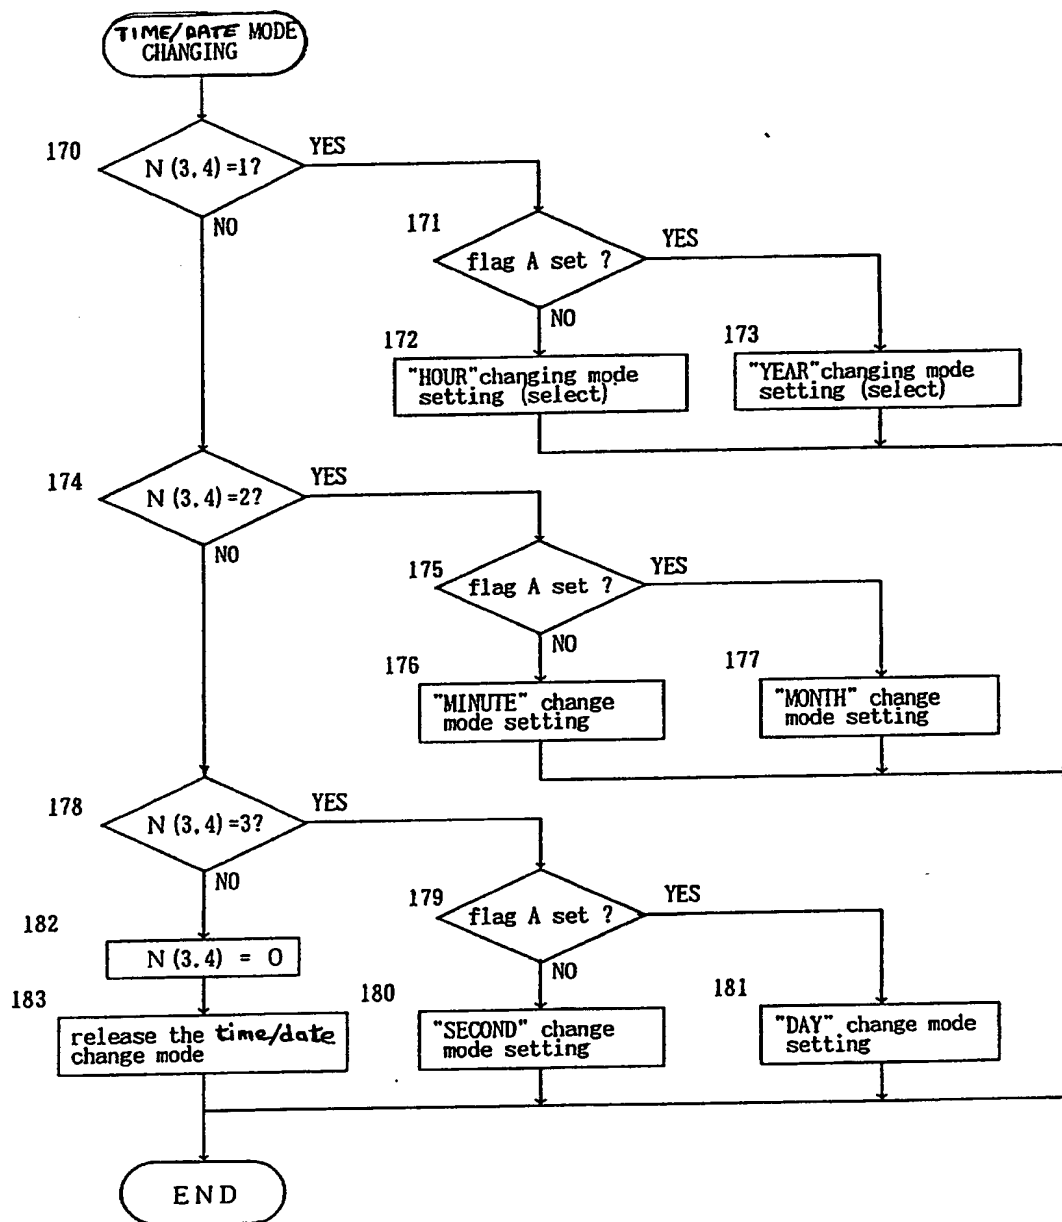 TIME/DATE MODE
CHANGING
170
N (3.4) =1?
YES
NO
171
flag A set ?
YES
NO
172
"HOUR"changing mode
setting (select)
173
"YEAR"changing mode
setting (select)
174
N (3.4) =2?
YES
NO
175
flag A set ?
YES
NO
176
"MINUTE" change
mode setting
177
"MONTH" change
mode setting
178
N (3.4) =3?
YES
NO
179
flag A set ?
YES
NO
182
N (3.4) = 0
183
release the time/date
change mode
180
"SECOND" change
mode setting
181
"DAY" change mode
setting
END